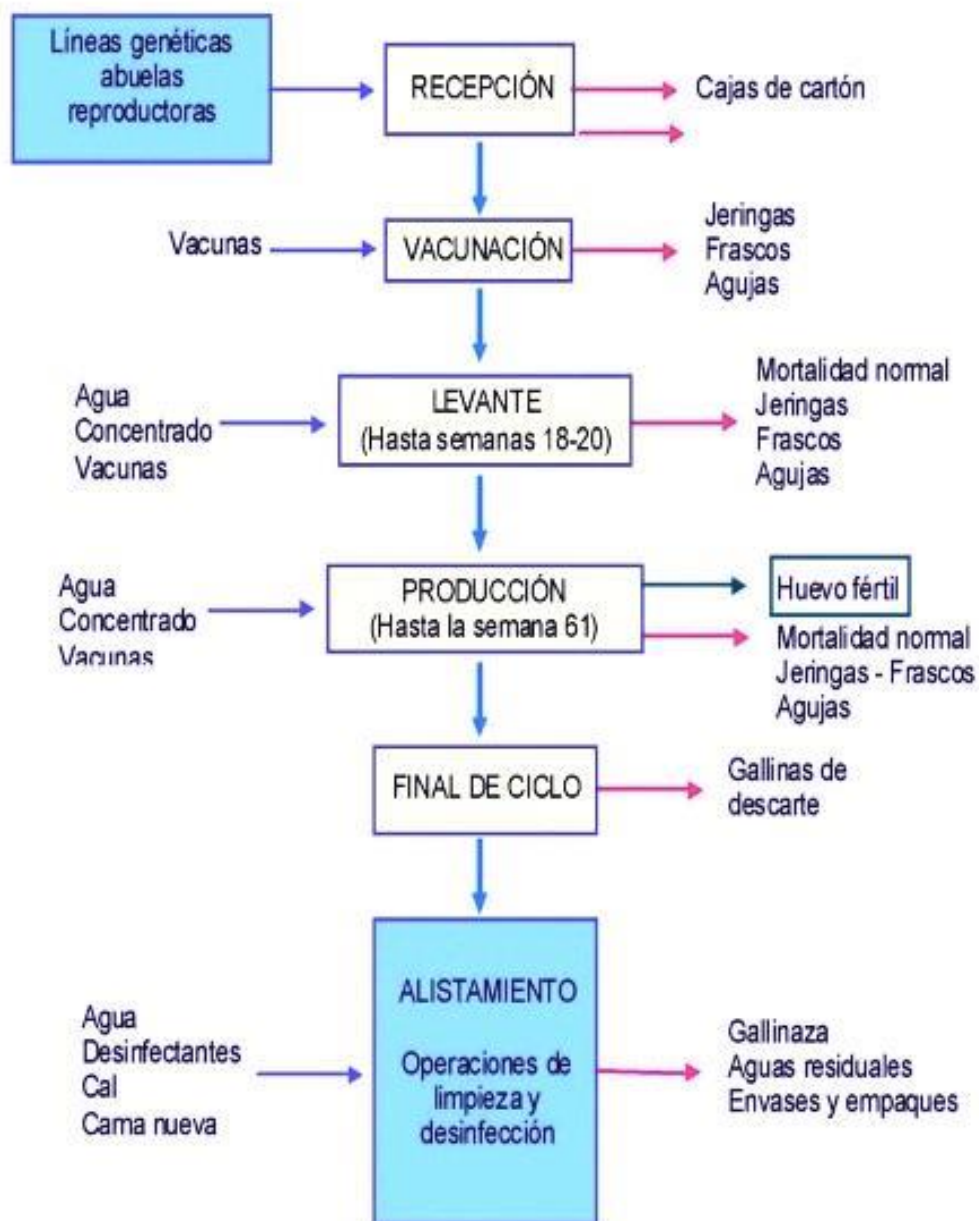 Líneas genéticas
abuelas
reproductoras
RECEPCIÓN
Cajas de cartón
Vacunas
VACUNACIÓN
Jeringas
Frascos
Agujas
Agua
Concentrado
Vacunas
LEVANTE
(Hasta semanas 18-20)
Mortalidad normal
Jeringas
Frascos
Agujas
Agua
Concentrado
Vacunas
PRODUCCIÓN
(Hasta la semana 61)
Huevo fértil
Mortalidad normal
Jeringas - Frascos
Agujas
FINAL DE CICLO
Gallinas de
descarte
Agua
Desinfectantes
Cal
Cama nueva
ALISTAMIENTO
Operaciones de
limpieza y
desinfección
Gallinaza
Aguas residuales
Envases y empaques